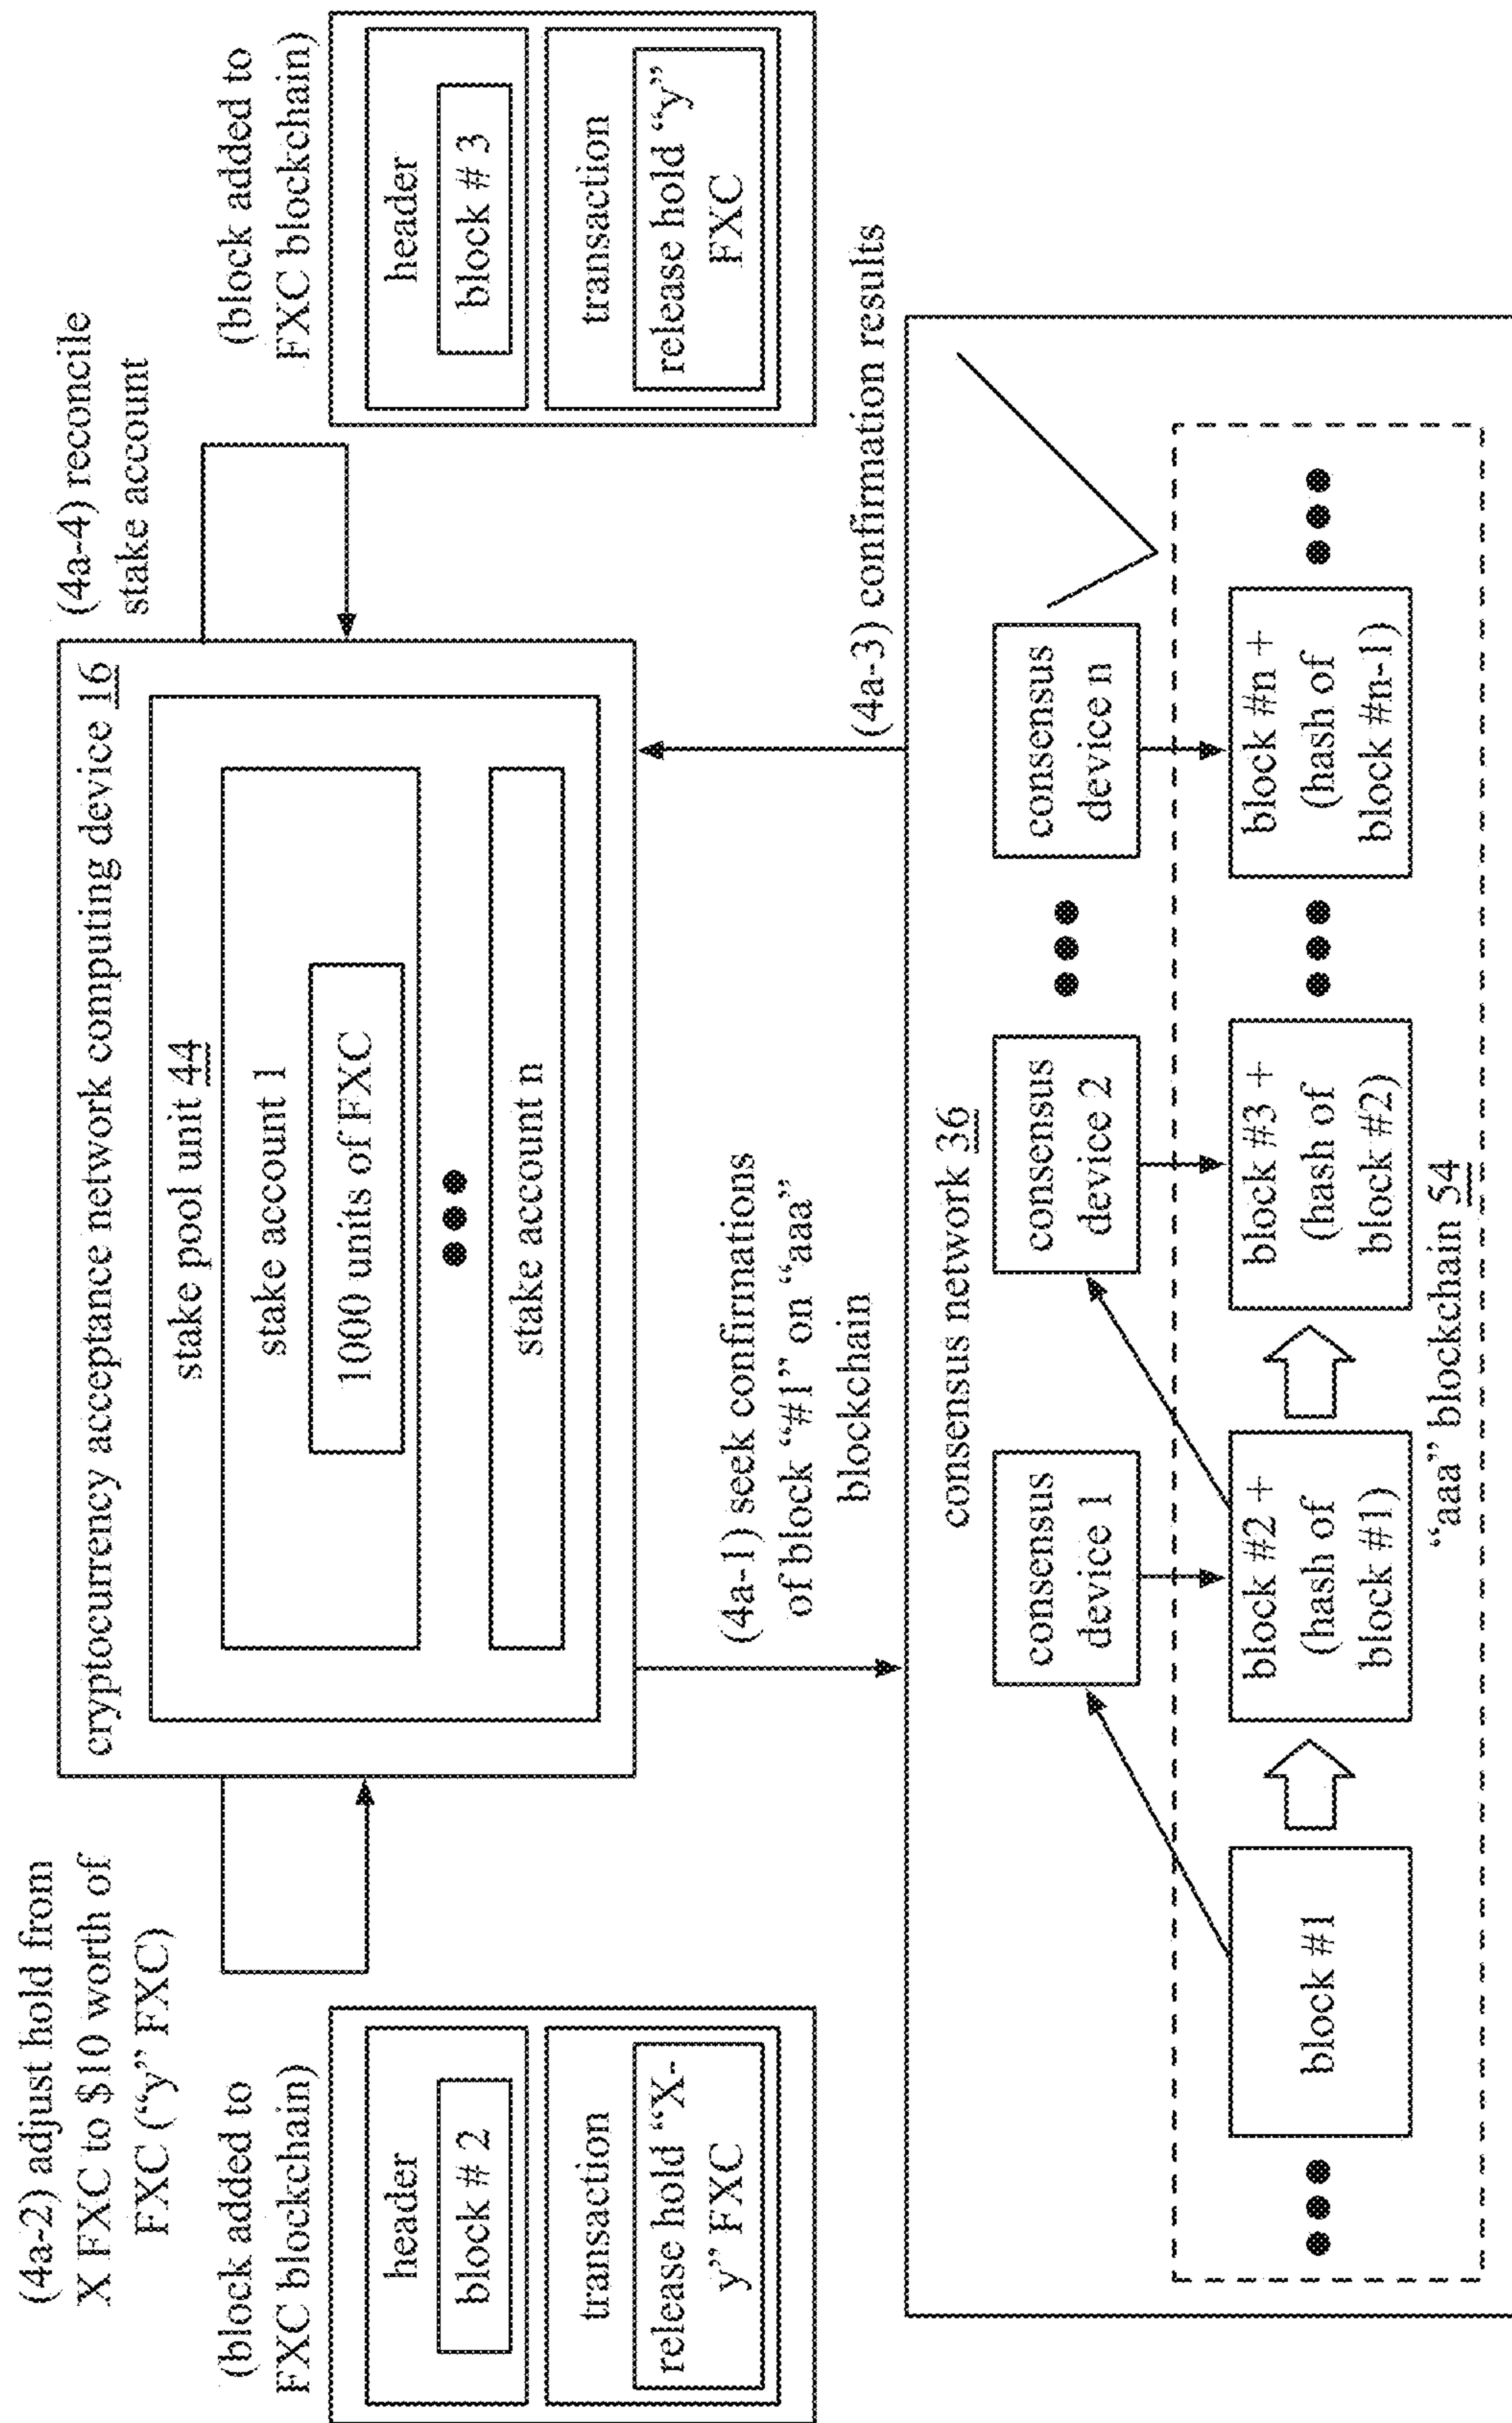 (4a-2) adjust hold from
X FXC to $10 worth of
FXC (“y” FXC)
(block added to
FXC blockchain)
header
block # 2
transaction
release hold “X-
y” FXC
cryptocurrency acceptance network computing device 16
stake pool unit 44
stake account 1
1000 units of FXC
stake account n
(4a-4) reconcile
stake account
(block added to
FXC blockchain)
header
block # 3
transaction
release hold “y”
FXC
(4a-1) seek confirmations
of block “#1” on “aaa”
blockchain
(4a-3) confirmation results
consensus network 36
consensus
device 1
consensus
device 2
consensus
device n
block #1
block #2 +
(hash of
block #1)
block #3 +
(hash of
block #2)
block #n +
(hash of
block #n-1)
“aaa” blockchain 54